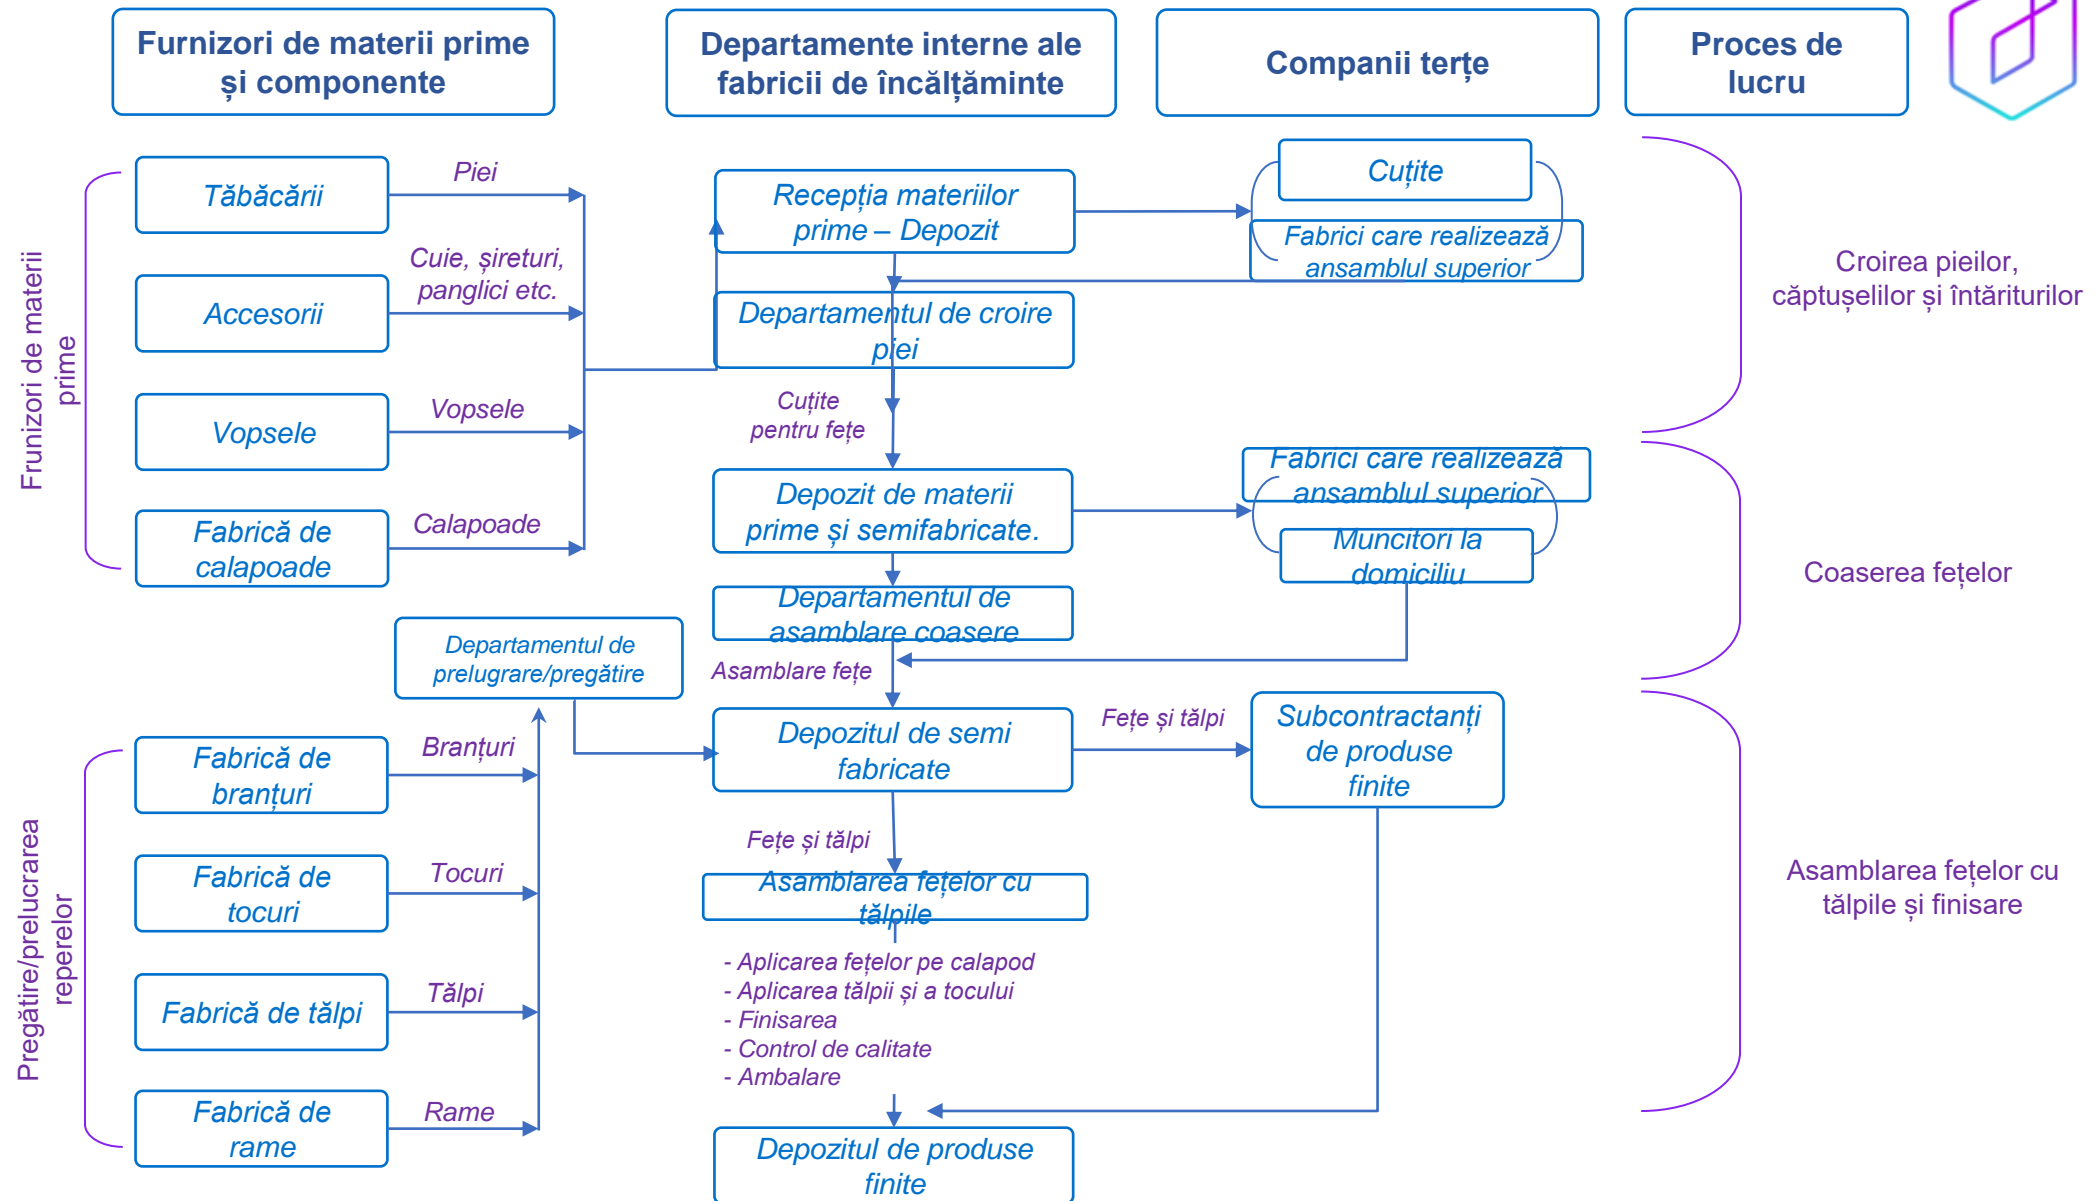 Furnizori de materii prime
și componente
Departamente interne ale
fabricii de încălțăminte
Companii terțe
Proces de
lucru
Frunizori de materii
prime
Tăbăcării
Piei
Accesorii
Cuie, șireturi,
panglici etc.
Vopsele
Vopsele
Fabrică de
calapoade
Calapoade
Recepția materiilor
prime – Depozit
Cuțite
Fabrici care realizează
ansamblul superior
Departamentul de croire
piei
Cuțite
pentru fețe
Croirea pieilor,
căptușelilor și întăriturilor
Depozit de materii
prime și semifabricate.
Fabrici care realizează
ansamblul superior
Muncitori la
domiciliu
Departamentul de
asamblare coasere
Asamblare fețe
Coaserea fețelor
Departamentul de
prelugrare/pregătire
Pregătire/prelucrarea
reperelor
Fabrică de
branțuri
Branțuri
Fabrică de
tocuri
Tocuri
Fabrică de tălpi
Tălpi
Fabrică de
rame
Rame
Depozitul de semi
fabricate
Fețe și tălpi
Subcontractanți
de produse
finite
Fețe și tălpi
Asamblarea fețelor cu
tălpile
- Aplicarea fețelor pe calapod
- Aplicarea tălpii și a tocului
- Finisarea
- Control de calitate
- Ambalare
Depozitul de produse
finite
Asamblarea fețelor cu
tălpile și finisare